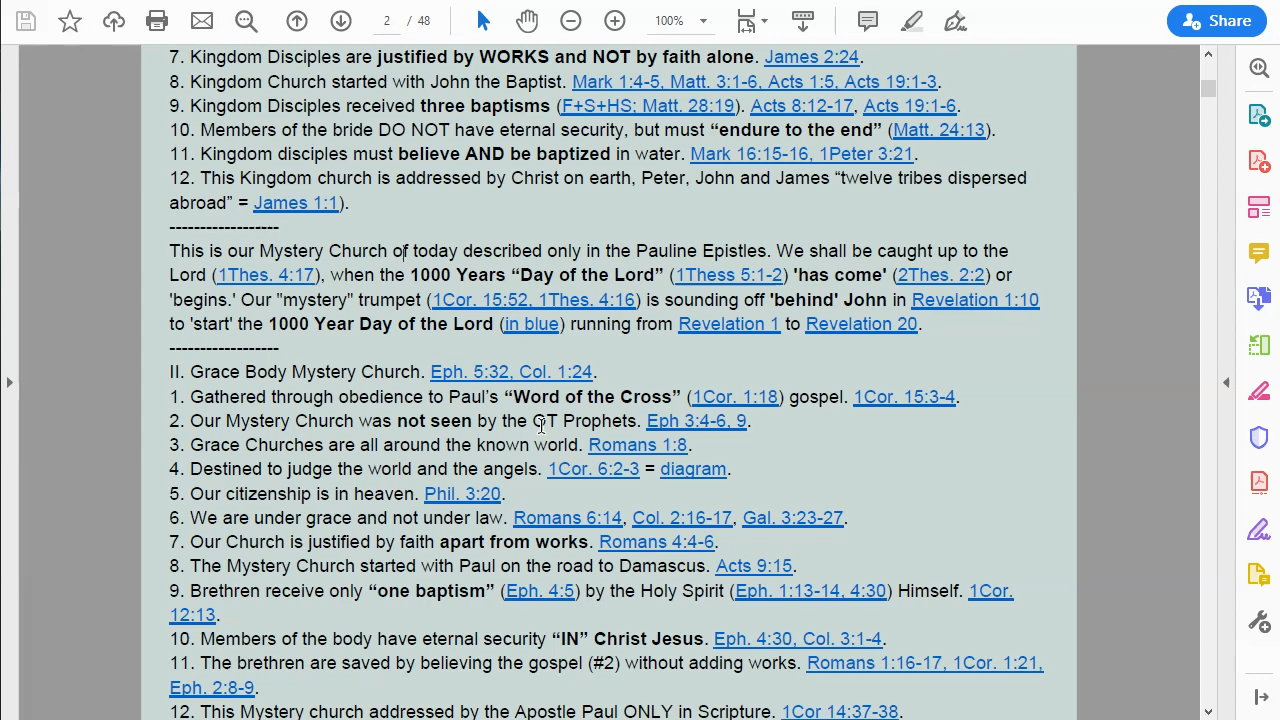 2 / 48
100%
Share
7. Kingdom Disciples are justified by WORKS and NOT by faith alone. James 2:24.
8. Kingdom Church started with John the Baptist. Mark 1:4-5, Matt. 3:1-6, Acts 1:5, Acts 19:1-3.
9. Kingdom Disciples received three baptisms (F+S+HS; Matt. 28:19). Acts 8:12-17, Acts 19:1-6.
10. Members of the bride DO NOT have eternal security, but must “endure to the end” (Matt. 24:13).
11. Kingdom disciples must believe AND be baptized in water. Mark 16:15-16, 1Peter 3:21.
12. This Kingdom church is addressed by Christ on earth, Peter, John and James “twelve tribes dispersed
abroad” = James 1:1).
------------------
This is our Mystery Church of today described only in the Pauline Epistles. We shall be caught up to the
Lord (1Thes. 4:17), when the 1000 Years “Day of the Lord” (1Thess 5:1-2) 'has come' (2Thes. 2:2) or
'begins.' Our "mystery" trumpet (1Cor. 15:52, 1Thes. 4:16) is sounding off 'behind' John in Revelation 1:10
to 'start' the 1000 Year Day of the Lord (in blue) running from Revelation 1 to Revelation 20.
------------------
II. Grace Body Mystery Church. Eph. 5:32, Col. 1:24.
1. Gathered through obedience to Paul’s “Word of the Cross” (1Cor. 1:18) gospel. 1Cor. 15:3-4.
2. Our Mystery Church was not seen by the OT Prophets. Eph 3:4-6, 9.
3. Grace Churches are all around the known world. Romans 1:8.
4. Destined to judge the world and the angels. 1Cor. 6:2-3 = diagram.
5. Our citizenship is in heaven. Phil. 3:20.
6. We are under grace and not under law. Romans 6:14, Col. 2:16-17, Gal. 3:23-27.
7. Our Church is justified by faith apart from works. Romans 4:4-6.
8. The Mystery Church started with Paul on the road to Damascus. Acts 9:15.
9. Brethren receive only “one baptism” (Eph. 4:5) by the Holy Spirit (Eph. 1:13-14, 4:30) Himself. 1Cor.
12:13.
10. Members of the body have eternal security “IN” Christ Jesus. Eph. 4:30, Col. 3:1-4.
11. The brethren are saved by believing the gospel (#2) without adding works. Romans 1:16-17, 1Cor. 1:21,
Eph. 2:8-9.
12. This Mystery church addressed by the Apostle Paul ONLY in Scripture. 1Cor 14:37-38.